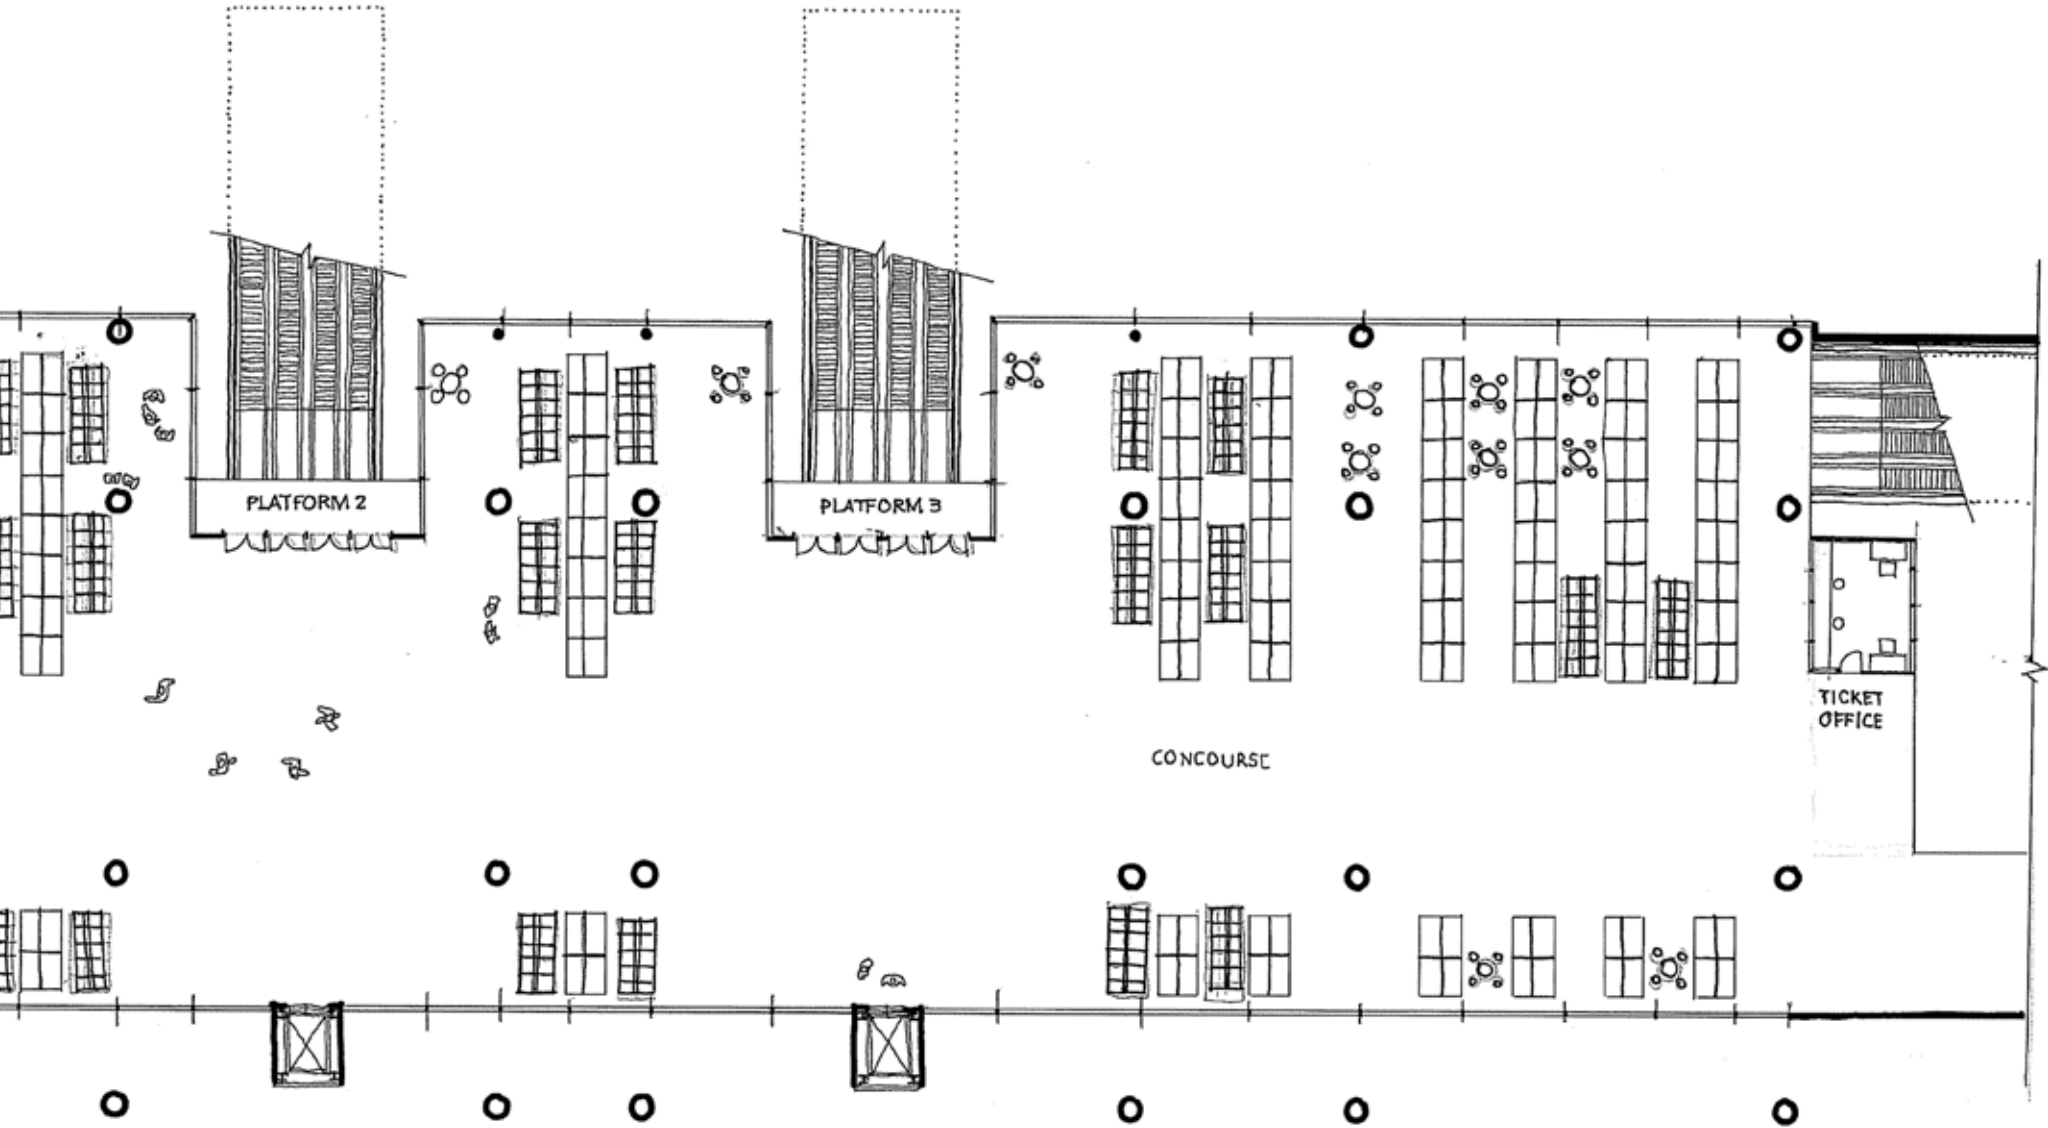 PLATFORM 2
PLATFORM 3
TICKET
OFFICE
CONCOURSE